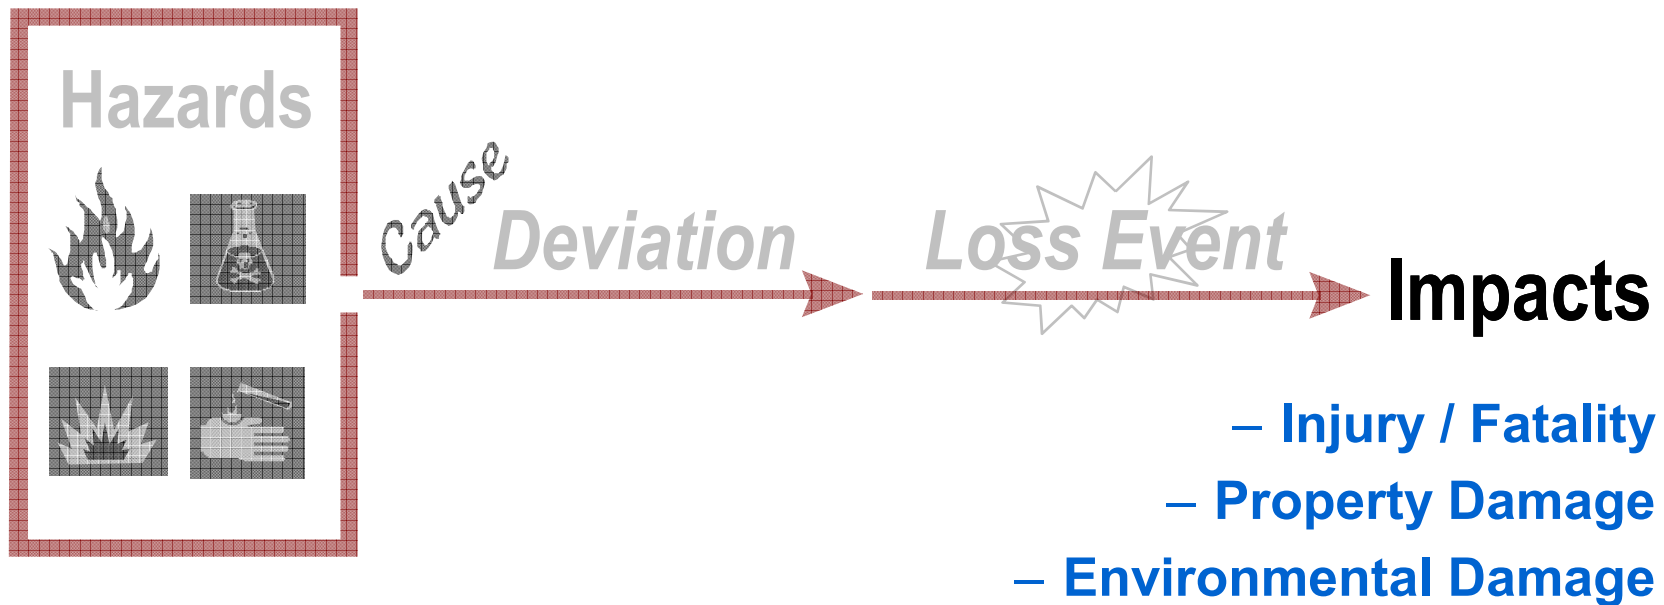 Hazards
Cause
Deviation
Loss Event
Impacts
– Injury / Fatality
– Property Damage
– Environmental Damage